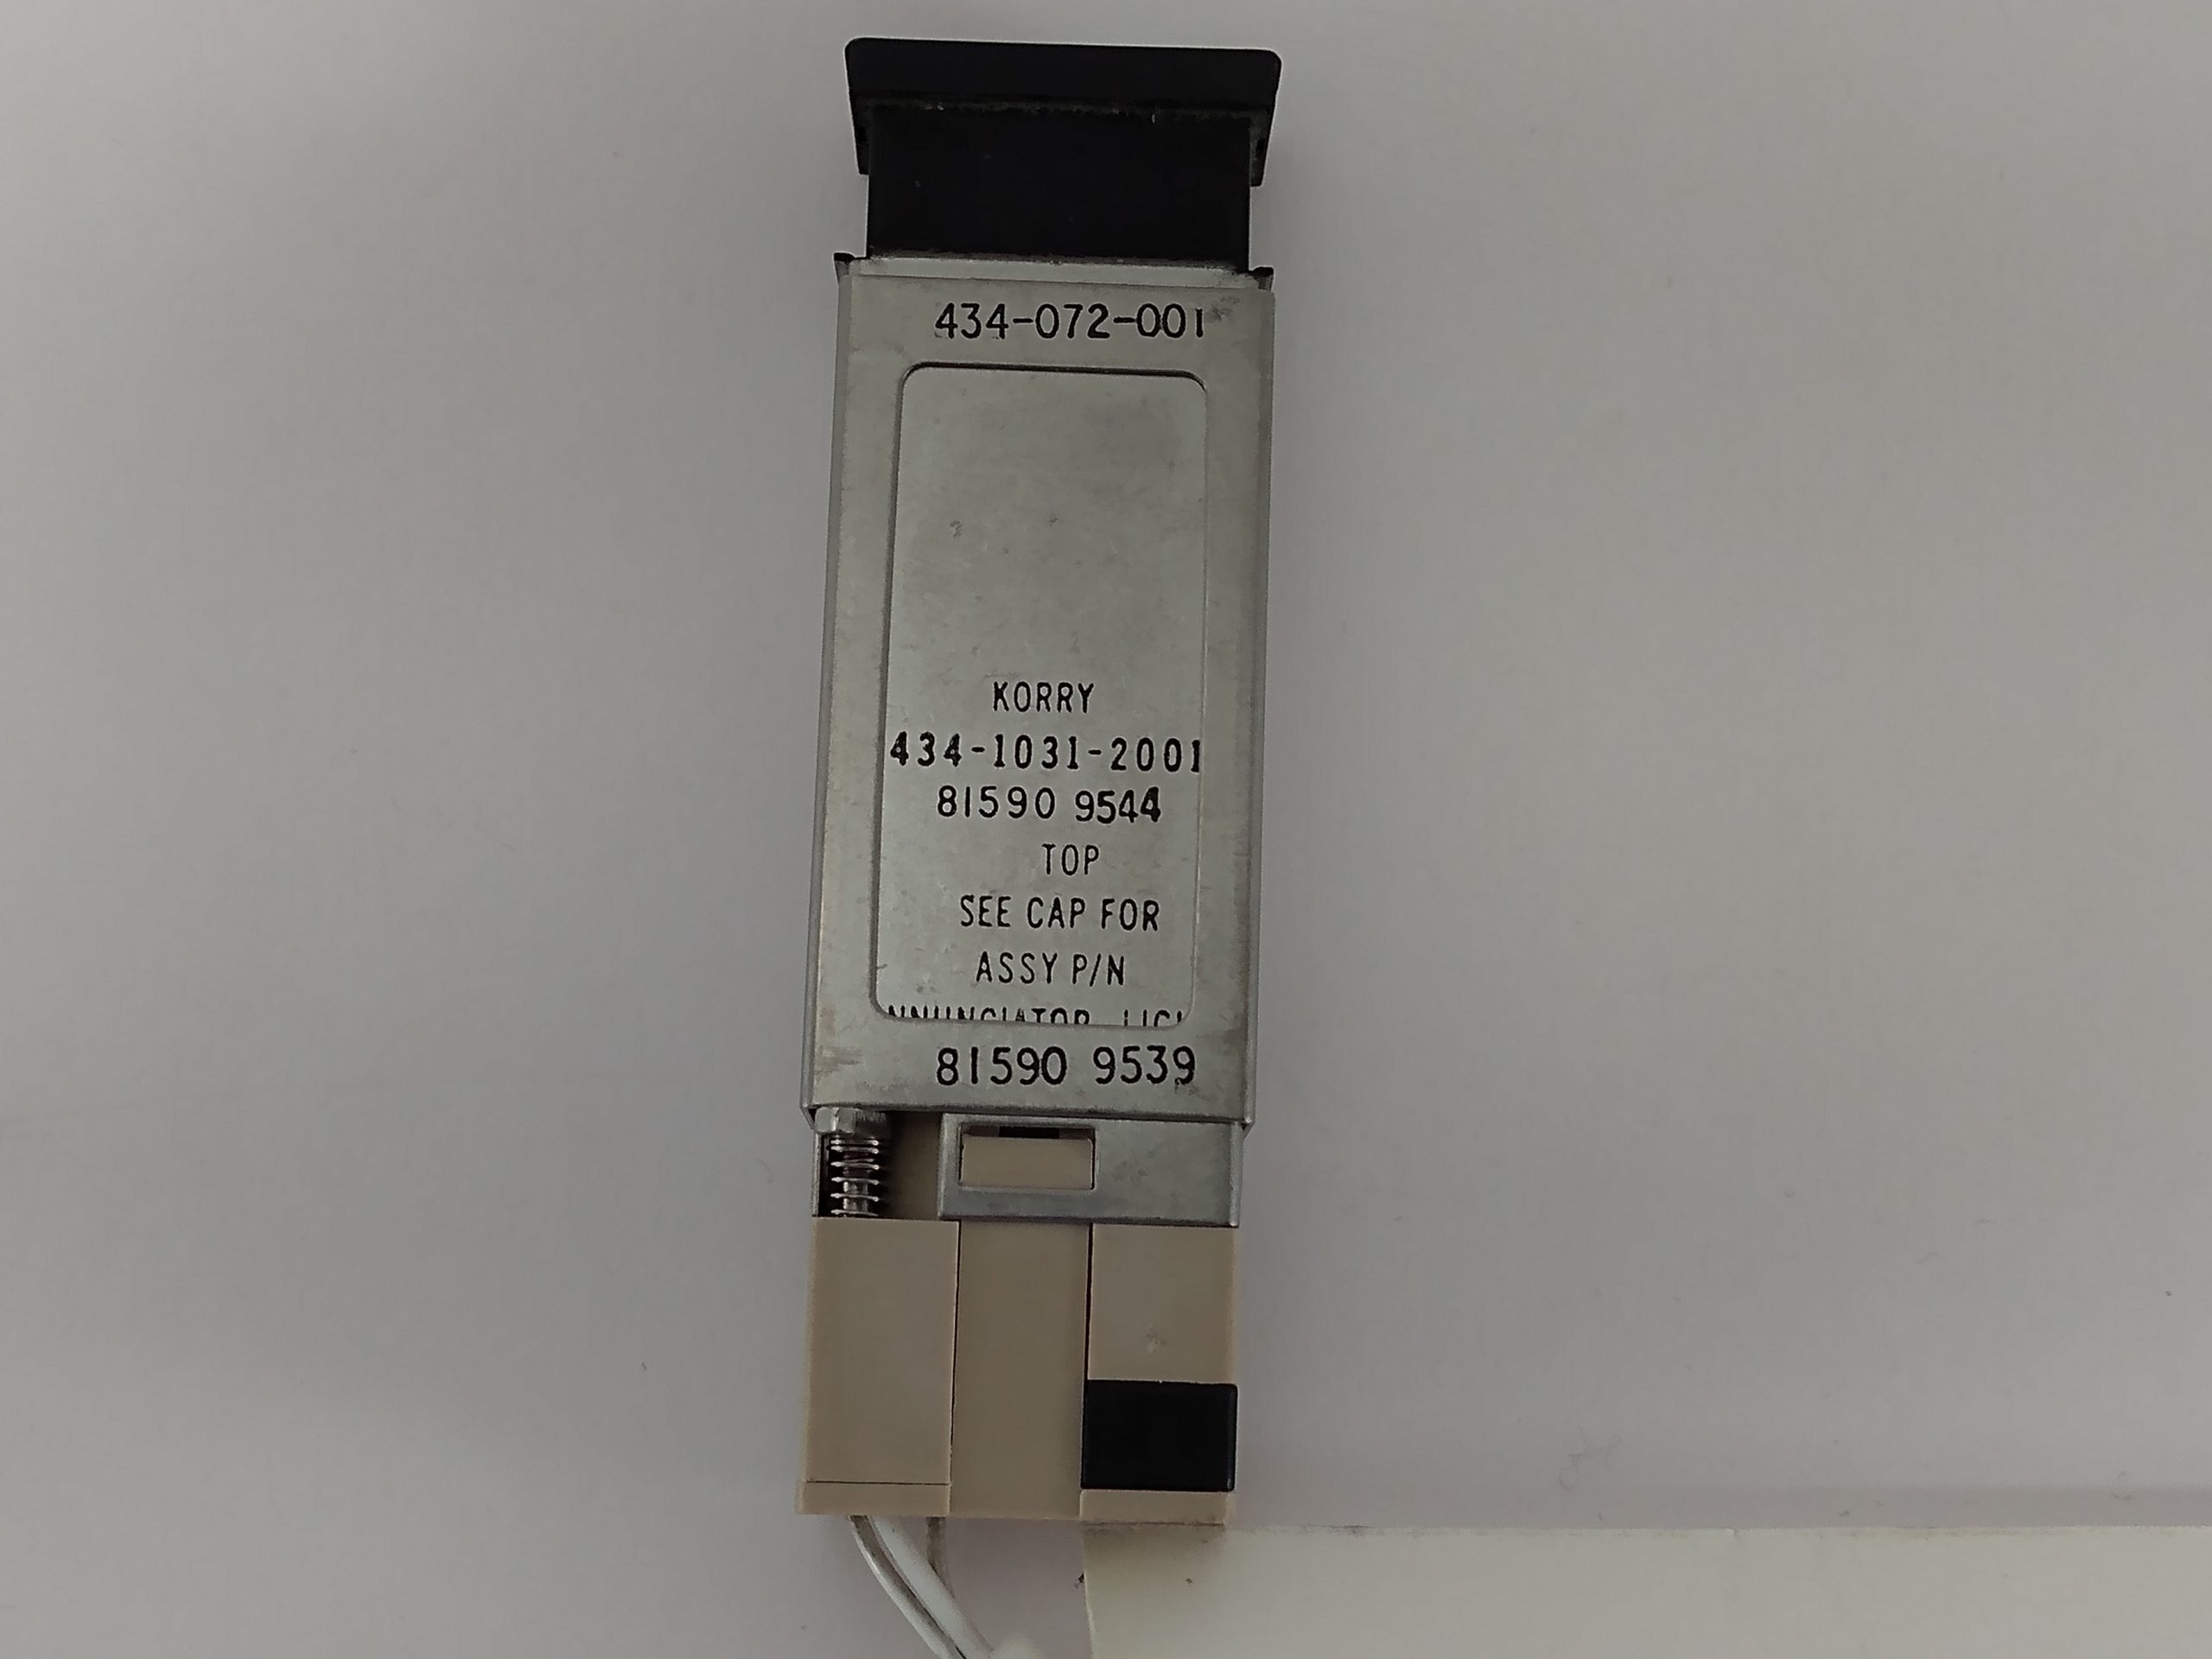 434-072-001
KORRY
434-1031-2001
81590 9544
TOP
SEE CAP FOR
ASSY P/N
81590 9539